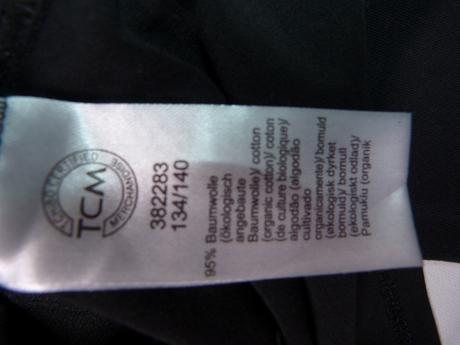 TCM
382283
134/140
95% Baumwolle
(ökologisch
angebaute
Baumwolle)/ cotton
(organic cotton)/ coton
(de culture biologique)/
algodão (algodão
cultivado
organicamente)/ bomuld
(økologisk dyrket
bomuld)/ bomull
(ekologiskt odlad)/
Pamuklu (organik